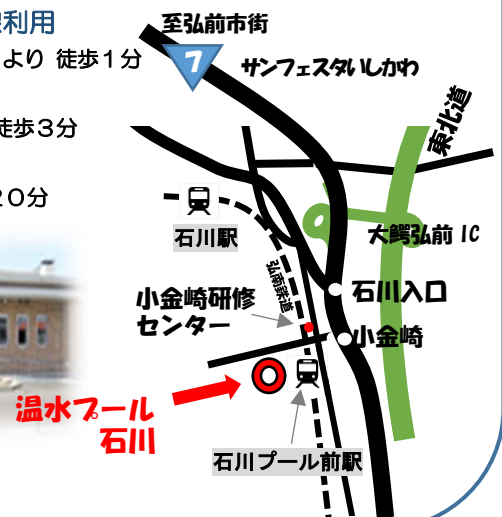 線利用
至弘前市街
より 徒歩１分
7
サンフェスタいしかわ
東北道
徒歩３分
２０分
石川駅
大鰐弘前 IC
弘南鉄道
石川入口
小金崎研修
センター
小金崎
温水プール
石川
石川プール前駅